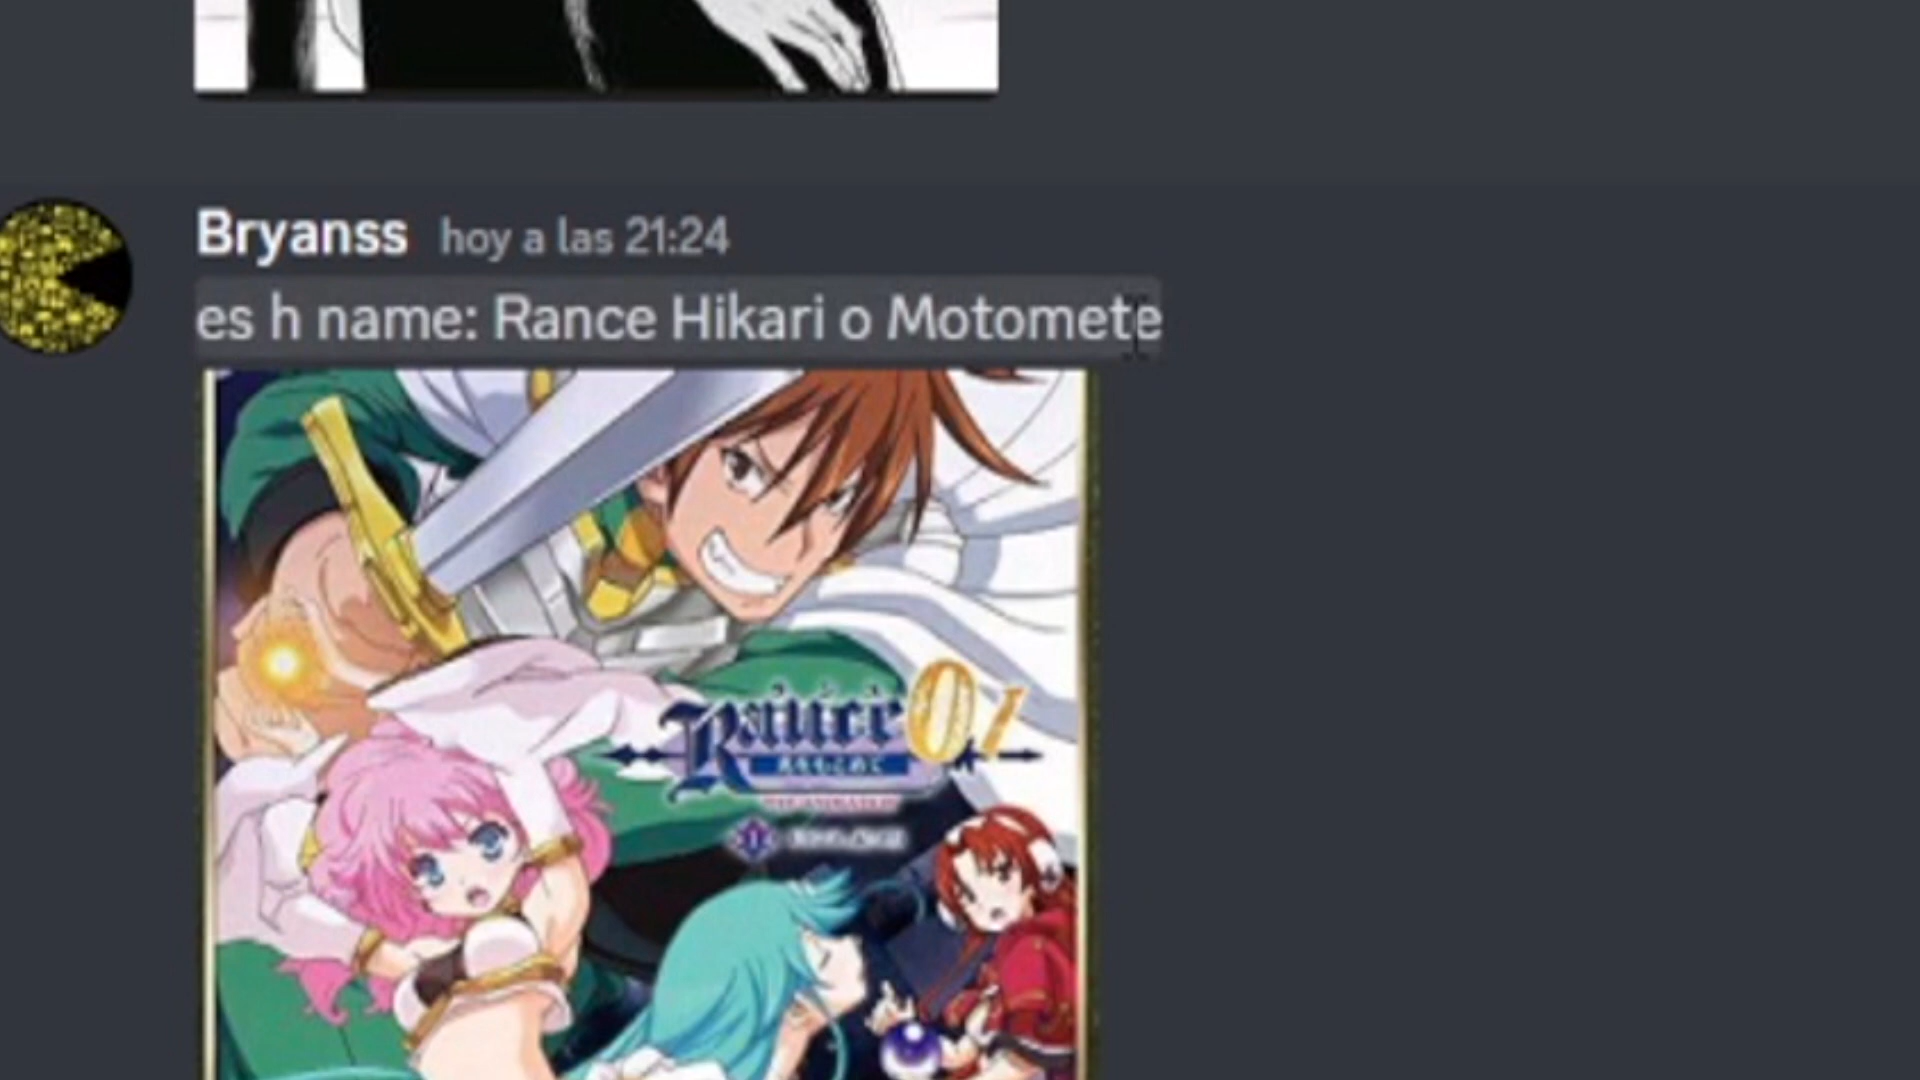 Bryanss hoy a las 21:24
es h name: Rance Hikari o Motomete
Rance 01